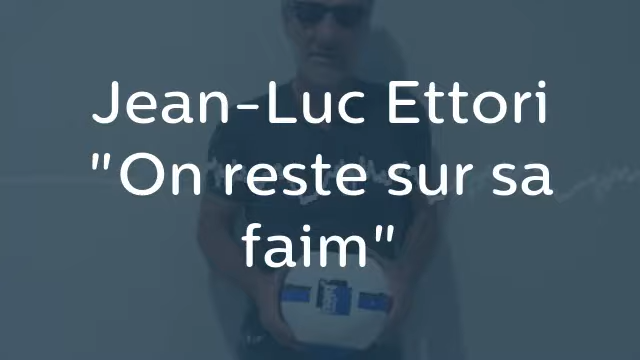 Jean-Luc Ettori
"On reste sur sa
faim"